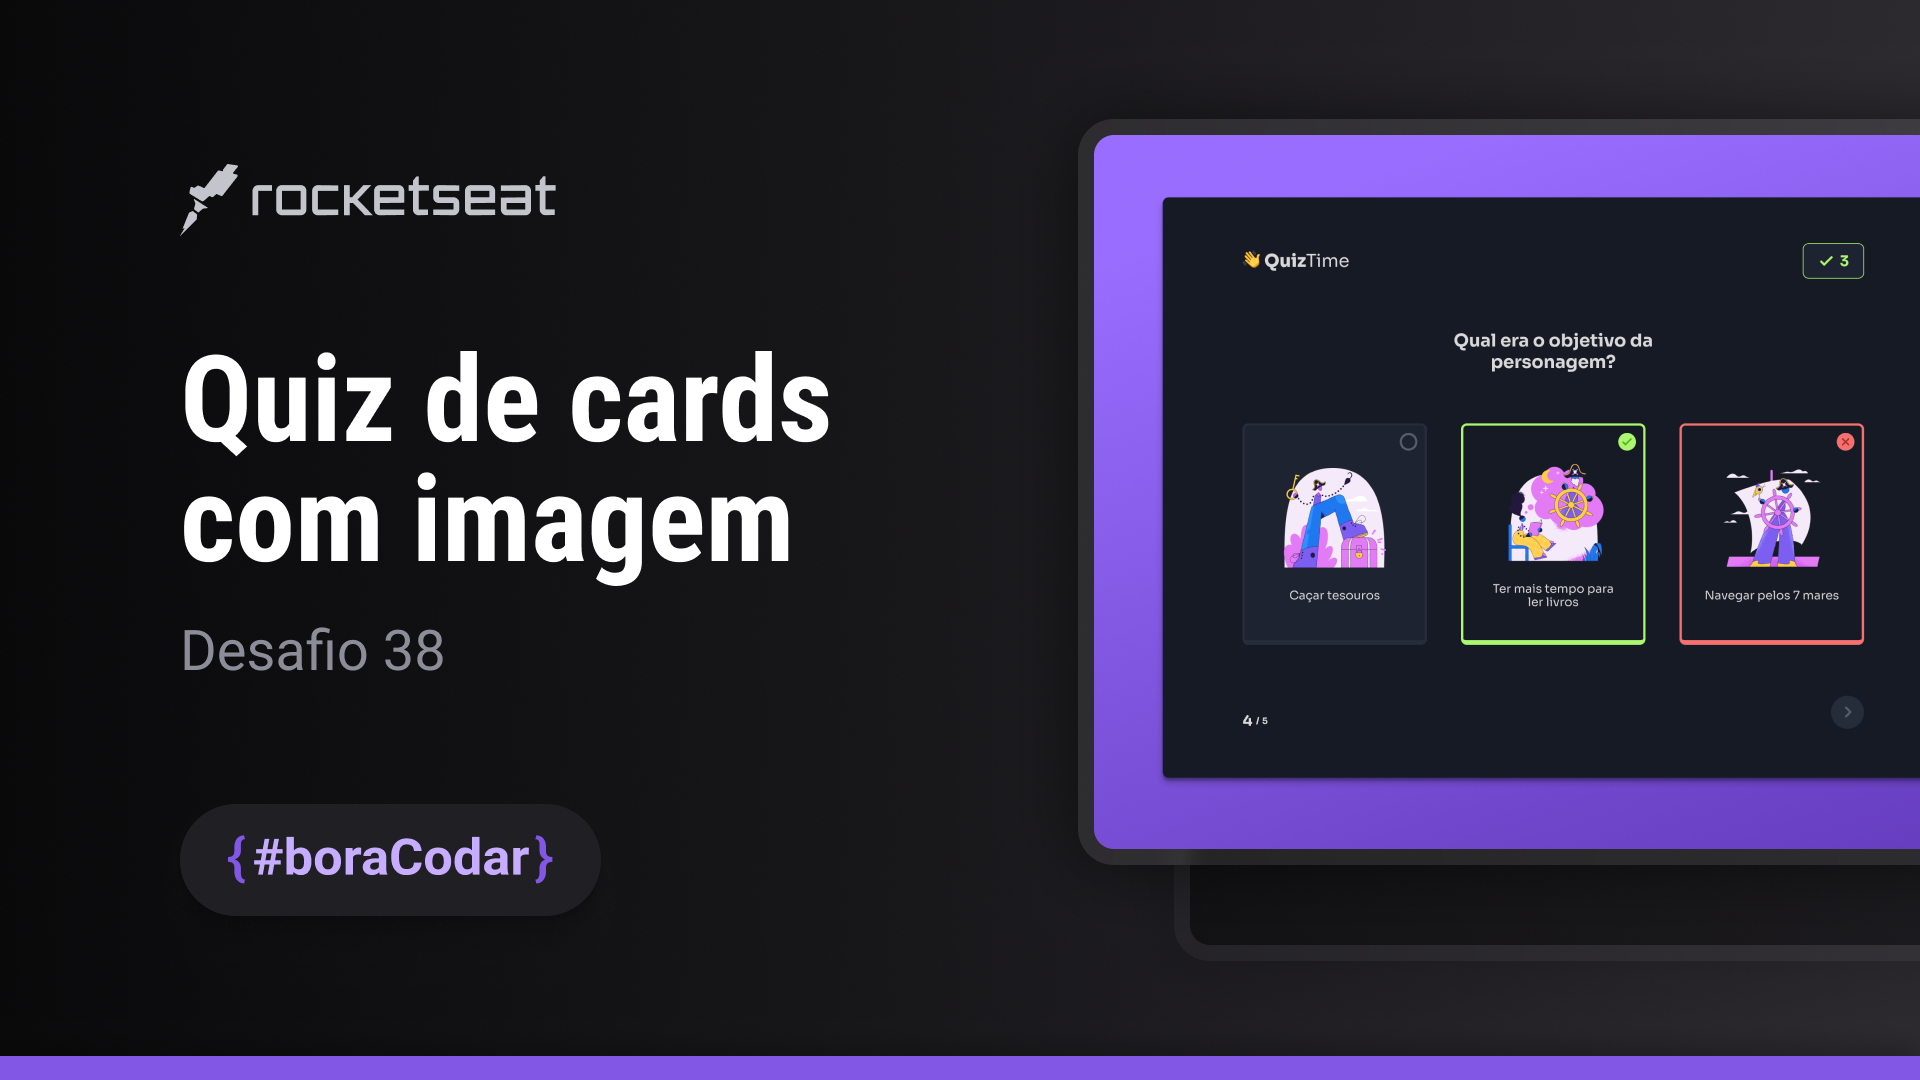 rocketseat
Quiz de cards
com imagem
Desafio 38
{#boraCodar}
QuizTime
3
Qual era o objetivo da
personagem?
Caçar tesouros
Ter mais tempo para
ler livros
Navegar pelos 7 mares
4 / 5